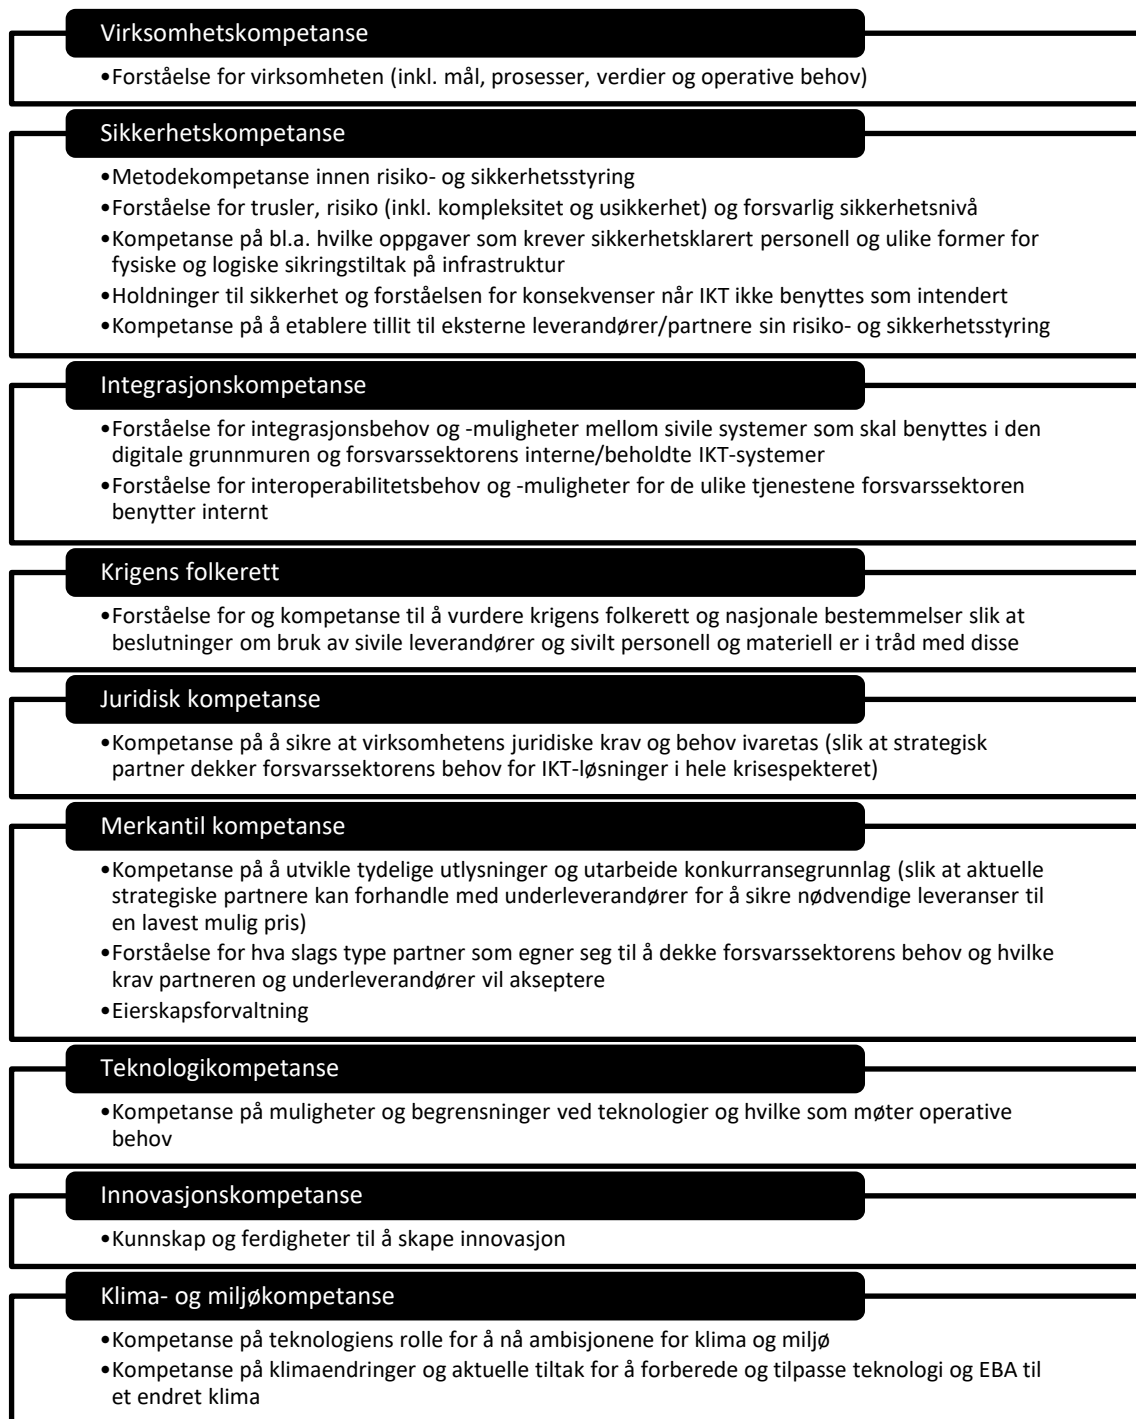 Virksomhetskompetanse
•Forståelse for virksomheten (inkl. mål, prosesser, verdier og operative behov)
Sikkerhetskompetanse
•Metodekompetanse innen risiko- og sikkerhetsstyring
•Forståelse for trusler, risiko (inkl. kompleksitet og usikkerhet) og forsvarlig sikkerhetsnivå
•Kompetanse på bl.a. hvilke oppgaver som krever sikkerhetsklarert personell og ulike former for
fysiske og logiske sikringstiltak på infrastruktur
•Holdninger til sikkerhet og forståelsen for konsekvenser når IKT ikke benyttes som intendert
•Kompetanse på å etablere tillit til eksterne leverandører/partnere sin risiko- og sikkerhetsstyring
Integrasjonskompetanse
•Forståelse for integrasjonsbehov og -muligheter mellom sivile systemer som skal benyttes i den
digitale grunnmuren og forsvarssektorens interne/beholdte IKT-systemer
•Forståelse for interoperabilitetsbehov og -muligheter for de ulike tjenestene forsvarssektoren
benytter internt
Krigens folkerett
•Forståelse for og kompetanse til å vurdere krigens folkerett og nasjonale bestemmelser slik at
beslutninger om bruk av sivile leverandører og sivilt personell og materiell er i tråd med disse
Juridisk kompetanse
•Kompetanse på å sikre at virksomhetens juridiske krav og behov ivaretas (slik at strategisk
partner dekker forsvarssektorens behov for IKT-løsninger i hele krisespekteret)
Merkantil kompetanse
•Kompetanse på å utvikle tydelige utlysninger og utarbeide konkurransegrunnlag (slik at aktuelle
strategiske partnere kan forhandle med underleverandører for å sikre nødvendige leveranser til
en lavest mulig pris)
•Forståelse for hva slags type partner som egner seg til å dekke forsvarssektorens behov og hvilke
krav partneren og underleverandører vil akseptere
•Eierskapsforvaltning
Teknologikompetanse
•Kompetanse på muligheter og begrensninger ved teknologier og hvilke som møter operative
behov
Innovasjonskompetanse
•Kunnskap og ferdigheter til å skape innovasjon
Klima- og miljøkompetanse
•Kompetanse på teknologiens rolle for å nå ambisjonene for klima og miljø
•Kompetanse på klimaendringer og aktuelle tiltak for å forberede og tilpasse teknologi og EBA til
et endret klima